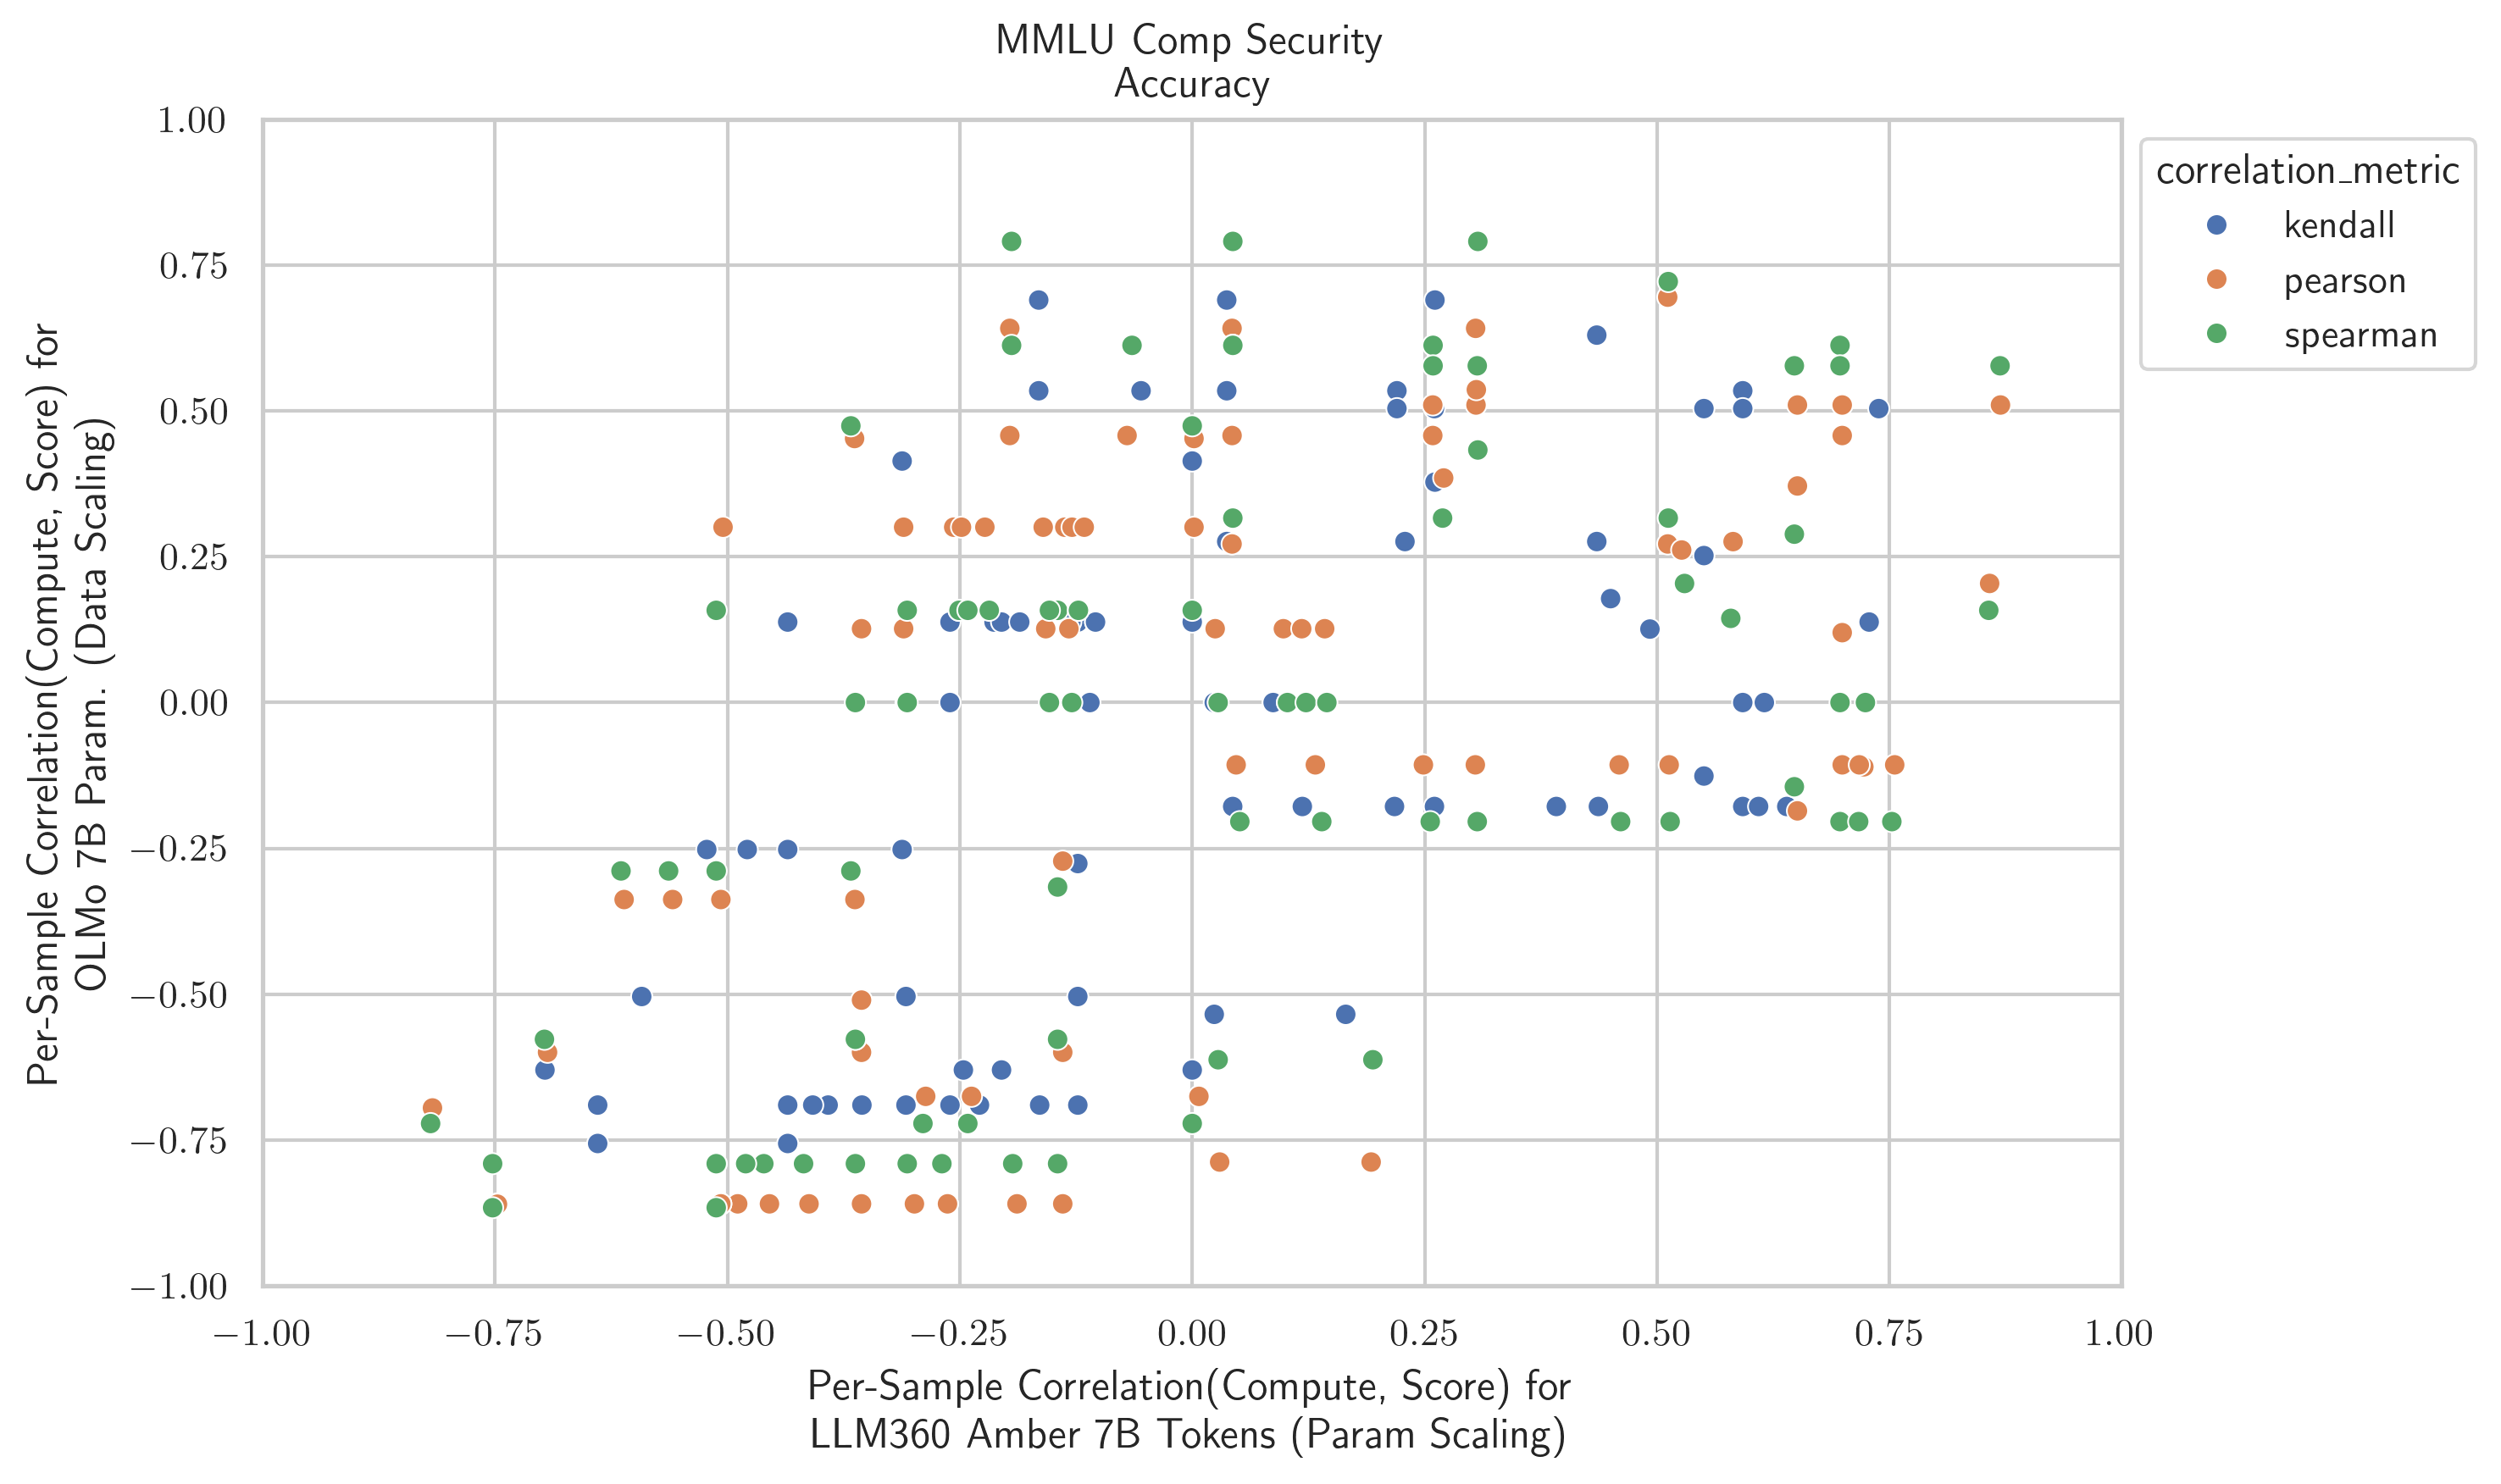 MMLU Comp Security
Accuracy
1.00
0.75
0.50
0.25
0.00
−0.25
−0.50
−0.75
−1.00
Per-Sample Correlation(Compute, Score) for
OLMo 7B Param. (Data Scaling)
−1.00
−0.75
−0.50
−0.25
0.00
0.25
0.50
0.75
1.00
Per-Sample Correlation(Compute, Score) for
LLM360 Amber 7B Tokens (Param Scaling)
correlation_metric
kendall
pearson
spearman